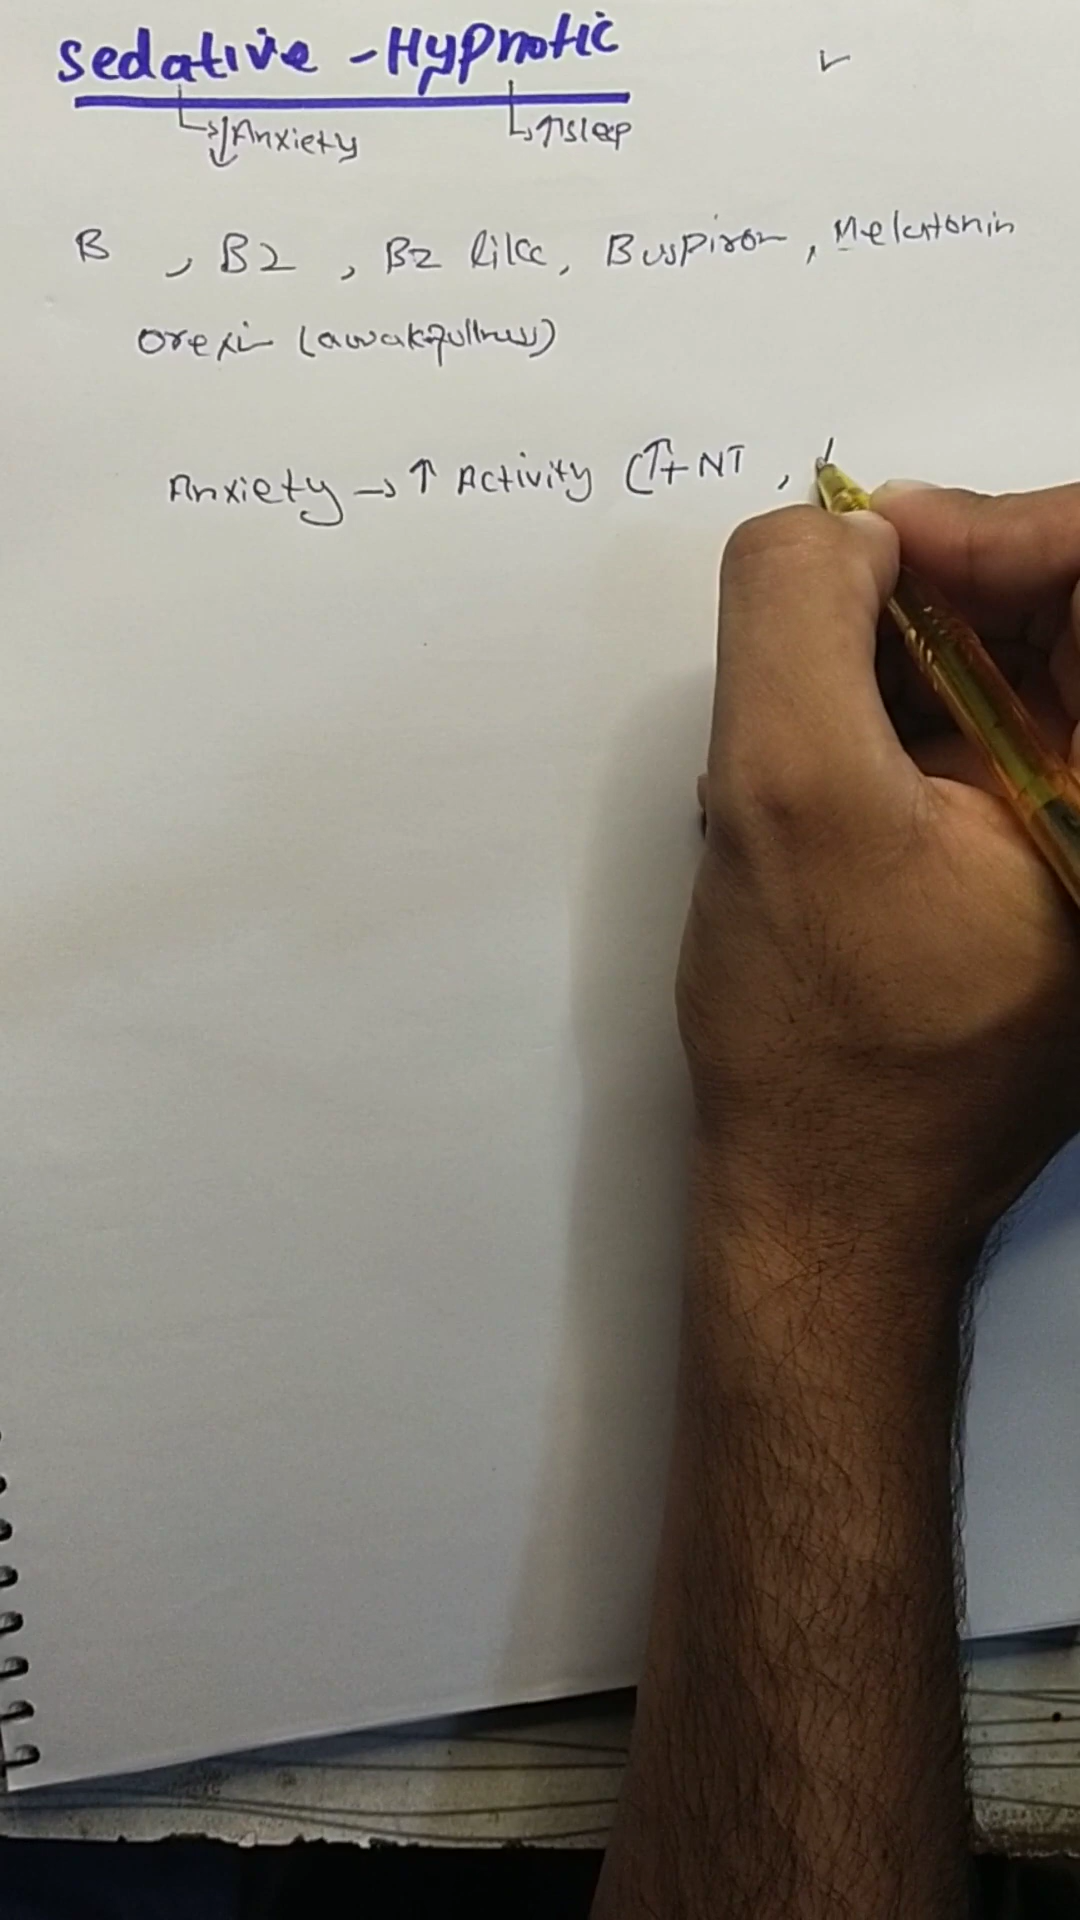 Sedative - Hypnotic
↳ ↓ Anxiety ↳ ↑ sleep
B , BZ , BZ like, Buspiron , Melatonin
orexin (awakefullness)
Anxiety → ↑ Activity (↑+ NT ,